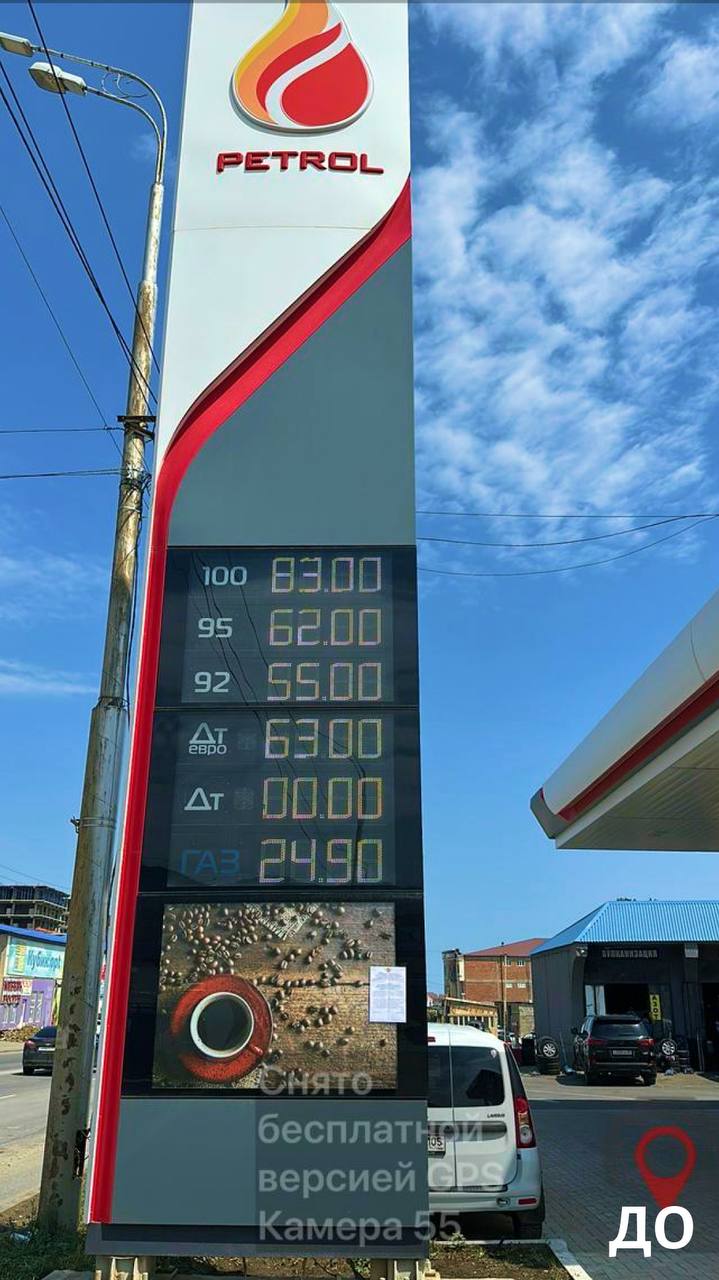 PETROL
100 83.00
95 62.00
92 55.00
ДТ евро 63.00
ДТ 00.00
ГАЗ 24.90
Снято
бесплатной
версией GPS
Камера 55
ДО